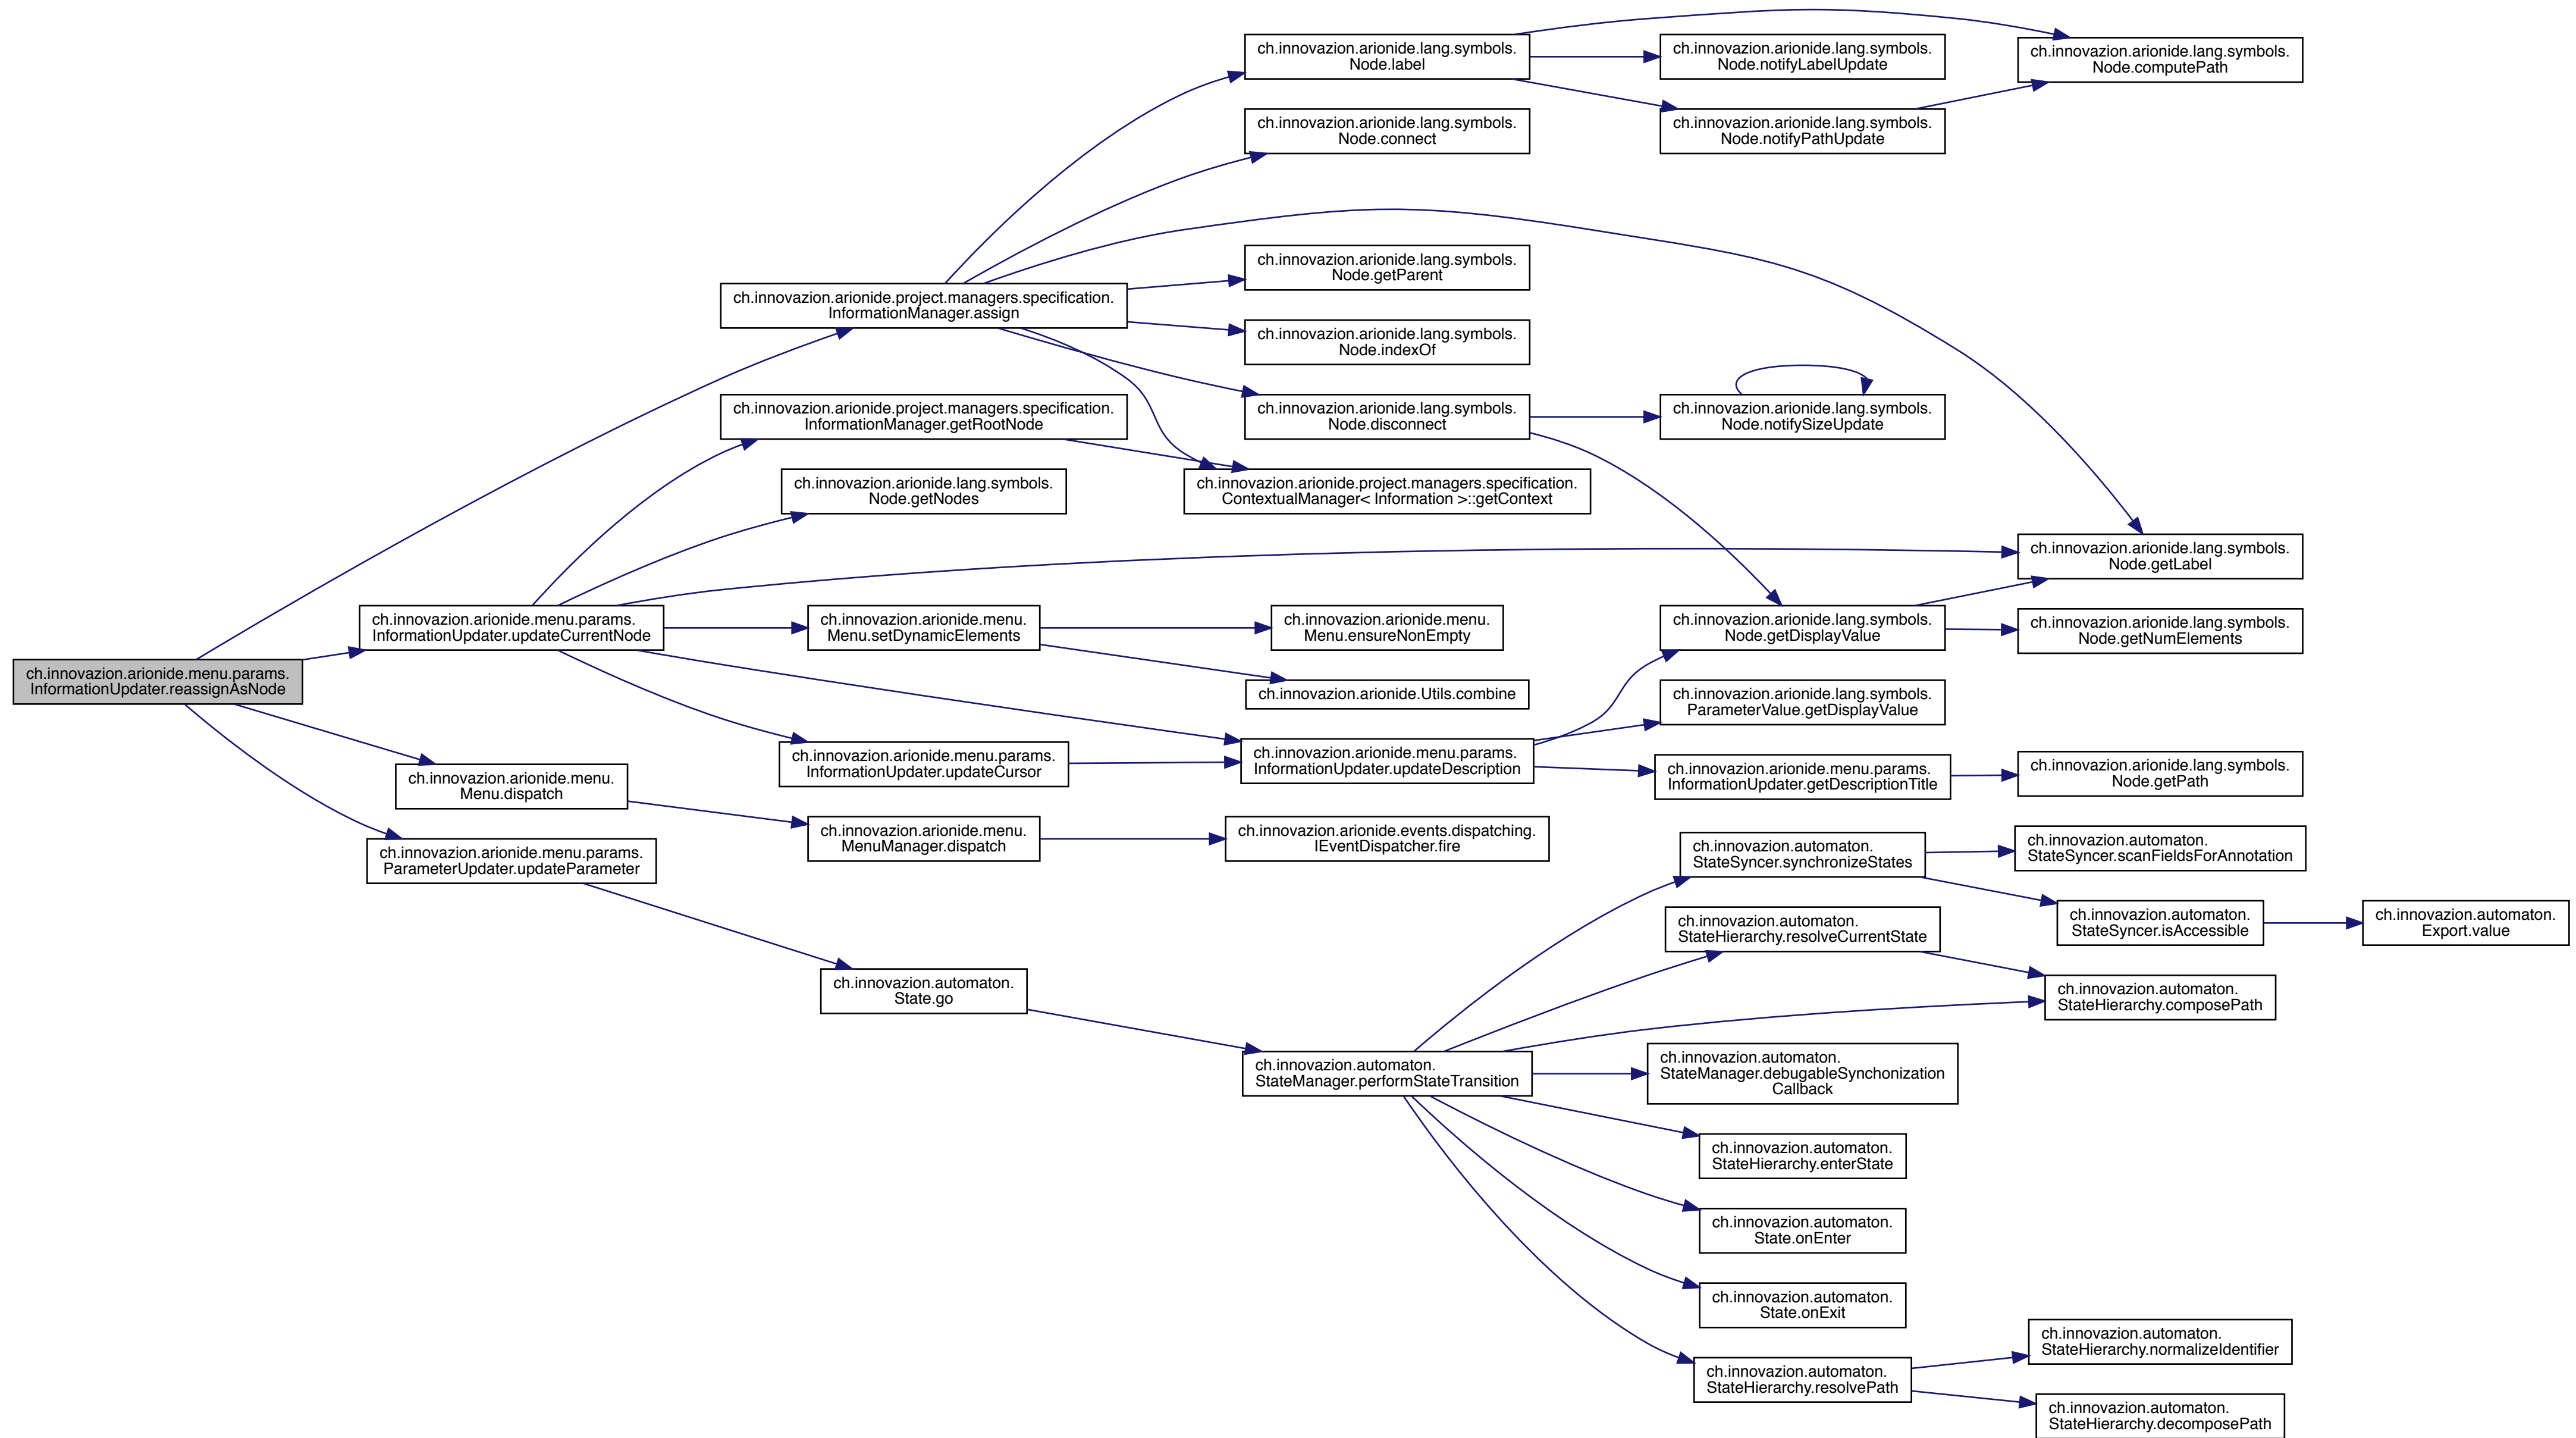 ch.innovazion.arionide.menu.params.
InformationUpdater.reassignAsNode
ch.innovazion.arionide.project.managers.specification.
InformationManager.assign
ch.innovazion.arionide.lang.symbols.
Node.label
ch.innovazion.arionide.lang.symbols.
Node.notifyLabelUpdate
ch.innovazion.arionide.lang.symbols.
Node.computePath
ch.innovazion.arionide.lang.symbols.
Node.notifyPathUpdate
ch.innovazion.arionide.lang.symbols.
Node.connect
ch.innovazion.arionide.lang.symbols.
Node.getParent
ch.innovazion.arionide.lang.symbols.
Node.indexOf
ch.innovazion.arionide.lang.symbols.
Node.disconnect
ch.innovazion.arionide.lang.symbols.
Node.notifySizeUpdate
ch.innovazion.arionide.project.managers.specification.
InformationManager.getRootNode
ch.innovazion.arionide.project.managers.specification.
ContextualManager< Information >::getContext
ch.innovazion.arionide.lang.symbols.
Node.getNodes
ch.innovazion.arionide.lang.symbols.
Node.getLabel
ch.innovazion.arionide.menu.params.
InformationUpdater.updateCurrentNode
ch.innovazion.arionide.menu.
Menu.setDynamicElements
ch.innovazion.arionide.menu.
Menu.ensureNonEmpty
ch.innovazion.arionide.lang.symbols.
Node.getDisplayValue
ch.innovazion.arionide.lang.symbols.
Node.getNumElements
ch.innovazion.arionide.Utils.combine
ch.innovazion.arionide.lang.symbols.
ParameterValue.getDisplayValue
ch.innovazion.arionide.menu.params.
InformationUpdater.updateCursor
ch.innovazion.arionide.menu.params.
InformationUpdater.updateDescription
ch.innovazion.arionide.menu.params.
InformationUpdater.getDescriptionTitle
ch.innovazion.arionide.lang.symbols.
Node.getPath
ch.innovazion.arionide.menu.
Menu.dispatch
ch.innovazion.arionide.menu.
MenuManager.dispatch
ch.innovazion.arionide.events.dispatching.
IEventDispatcher.fire
ch.innovazion.arionide.menu.params.
ParameterUpdater.updateParameter
ch.innovazion.automaton.
State.go
ch.innovazion.automaton.
StateManager.performStateTransition
ch.innovazion.automaton.
StateSyncer.synchronizeStates
ch.innovazion.automaton.
StateSyncer.scanFieldsForAnnotation
ch.innovazion.automaton.
StateSyncer.isAccessible
ch.innovazion.automaton.
Export.value
ch.innovazion.automaton.
StateHierarchy.resolveCurrentState
ch.innovazion.automaton.
StateHierarchy.composePath
ch.innovazion.automaton.
StateManager.debugableSynchonization
Callback
ch.innovazion.automaton.
StateHierarchy.enterState
ch.innovazion.automaton.
State.onEnter
ch.innovazion.automaton.
State.onExit
ch.innovazion.automaton.
StateHierarchy.resolvePath
ch.innovazion.automaton.
StateHierarchy.normalizeIdentifier
ch.innovazion.automaton.
StateHierarchy.decomposePath